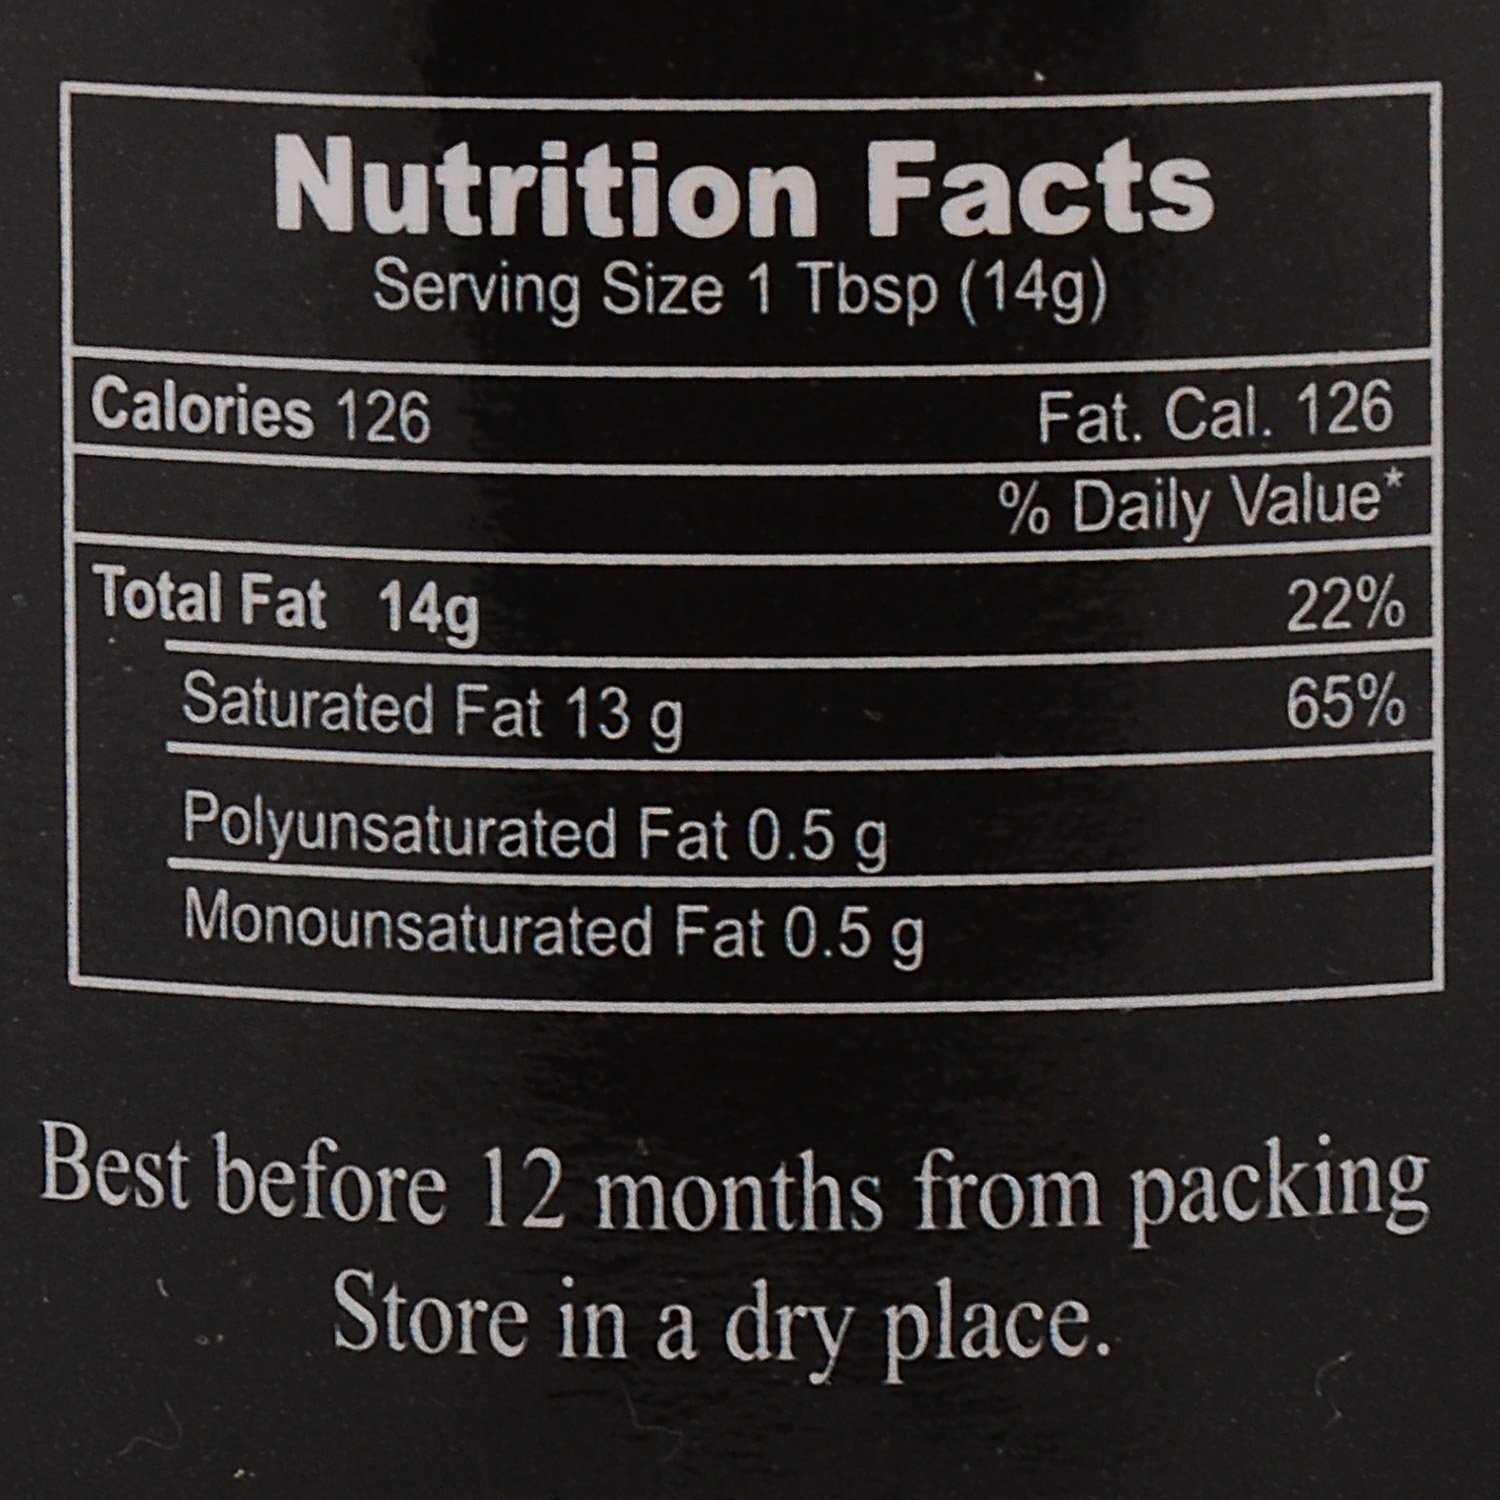 Nutrition Facts
Serving Size 1 Tbsp (14g)
Calories 126 Fat. Cal. 126
% Daily Value*
Total Fat 14g 22%
Saturated Fat 13 g 65%
Polyunsaturated Fat 0.5 g
Monounsaturated Fat 0.5 g
Best before 12 months from packing
Store in a dry place.